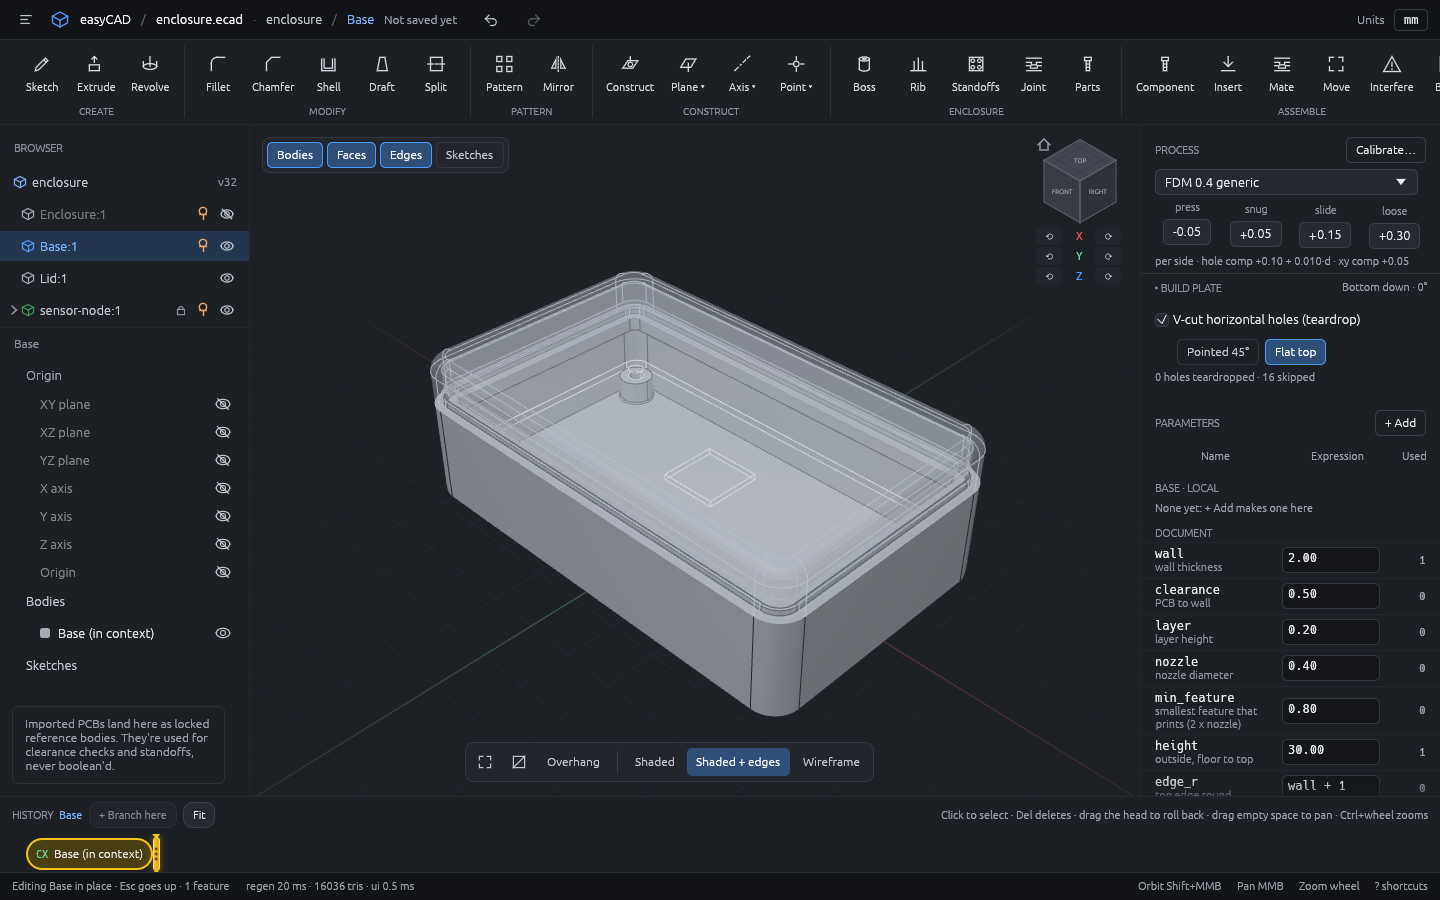 easyCAD / enclosure.ecad · enclosure / Base Not saved yet
Units mm
Sketch Extrude Revolve
CREATE
Fillet Chamfer Shell Draft Split
MODIFY
Pattern Mirror
PATTERN
Construct Plane Axis Point
CONSTRUCT
Boss Rib Standoffs Joint Parts
ENCLOSURE
Component Insert Mate Move Interfere
ASSEMBLE
BROWSER
enclosure v32
Enclosure:1
Base:1
Lid:1
sensor-node:1
Base
Origin
XY plane
XZ plane
YZ plane
X axis
Y axis
Z axis
Origin
Bodies
Base (in context)
Sketches
Imported PCBs land here as locked
reference bodies. They're used for
clearance checks and standoffs,
never boolean'd.
Bodies Faces Edges Sketches
TOP
FRONT RIGHT
X
Y
Z
Overhang Shaded Shaded + edges Wireframe
PROCESS Calibrate...
FDM 0.4 generic
press snug slide loose
-0.05 +0.05 +0.15 +0.30
per side · hole comp +0.10 + 0.010·d · xy comp +0.05
BUILD PLATE Bottom down · 0°
V-cut horizontal holes (teardrop)
Pointed 45° Flat top
0 holes teardropped · 16 skipped
PARAMETERS + Add
Name Expression Used
BASE · LOCAL
None yet: + Add makes one here
DOCUMENT
wall 2.00 1
wall thickness
clearance 0.50 0
PCB to wall
layer 0.20 0
layer height
nozzle 0.40 0
nozzle diameter
min_feature 0.80 0
smallest feature that
prints (2 x nozzle)
height 30.00 1
outside, floor to top
edge_r wall + 1 0
top edge round
HISTORY Base + Branch here Fit
Click to select · Del deletes · drag the head to roll back · drag empty space to pan · Ctrl+wheel zooms
CX Base (in context)
Editing Base in place · Esc goes up · 1 feature regen 20 ms · 16036 tris · ui 0.5 ms
Orbit Shift+MMB Pan MMB Zoom wheel ? shortcuts